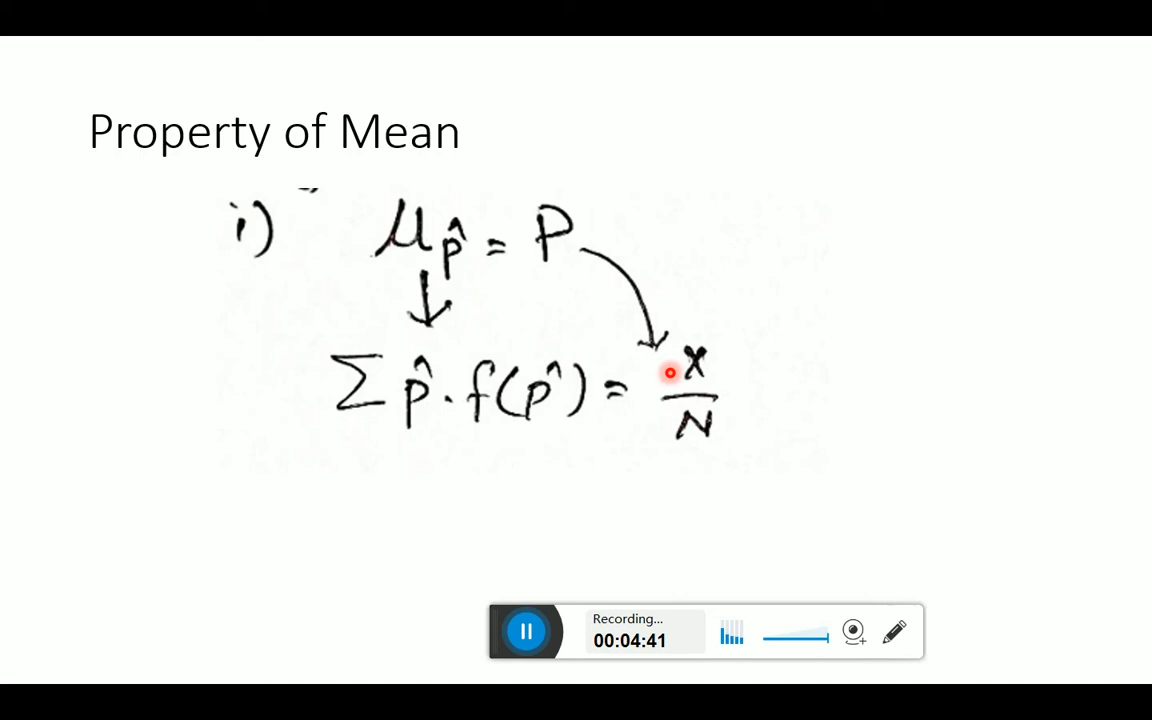 Property of Mean
i) μ_p̂ = P
Σ p̂ . f(p̂) = X/N
Recording...
00:04:41